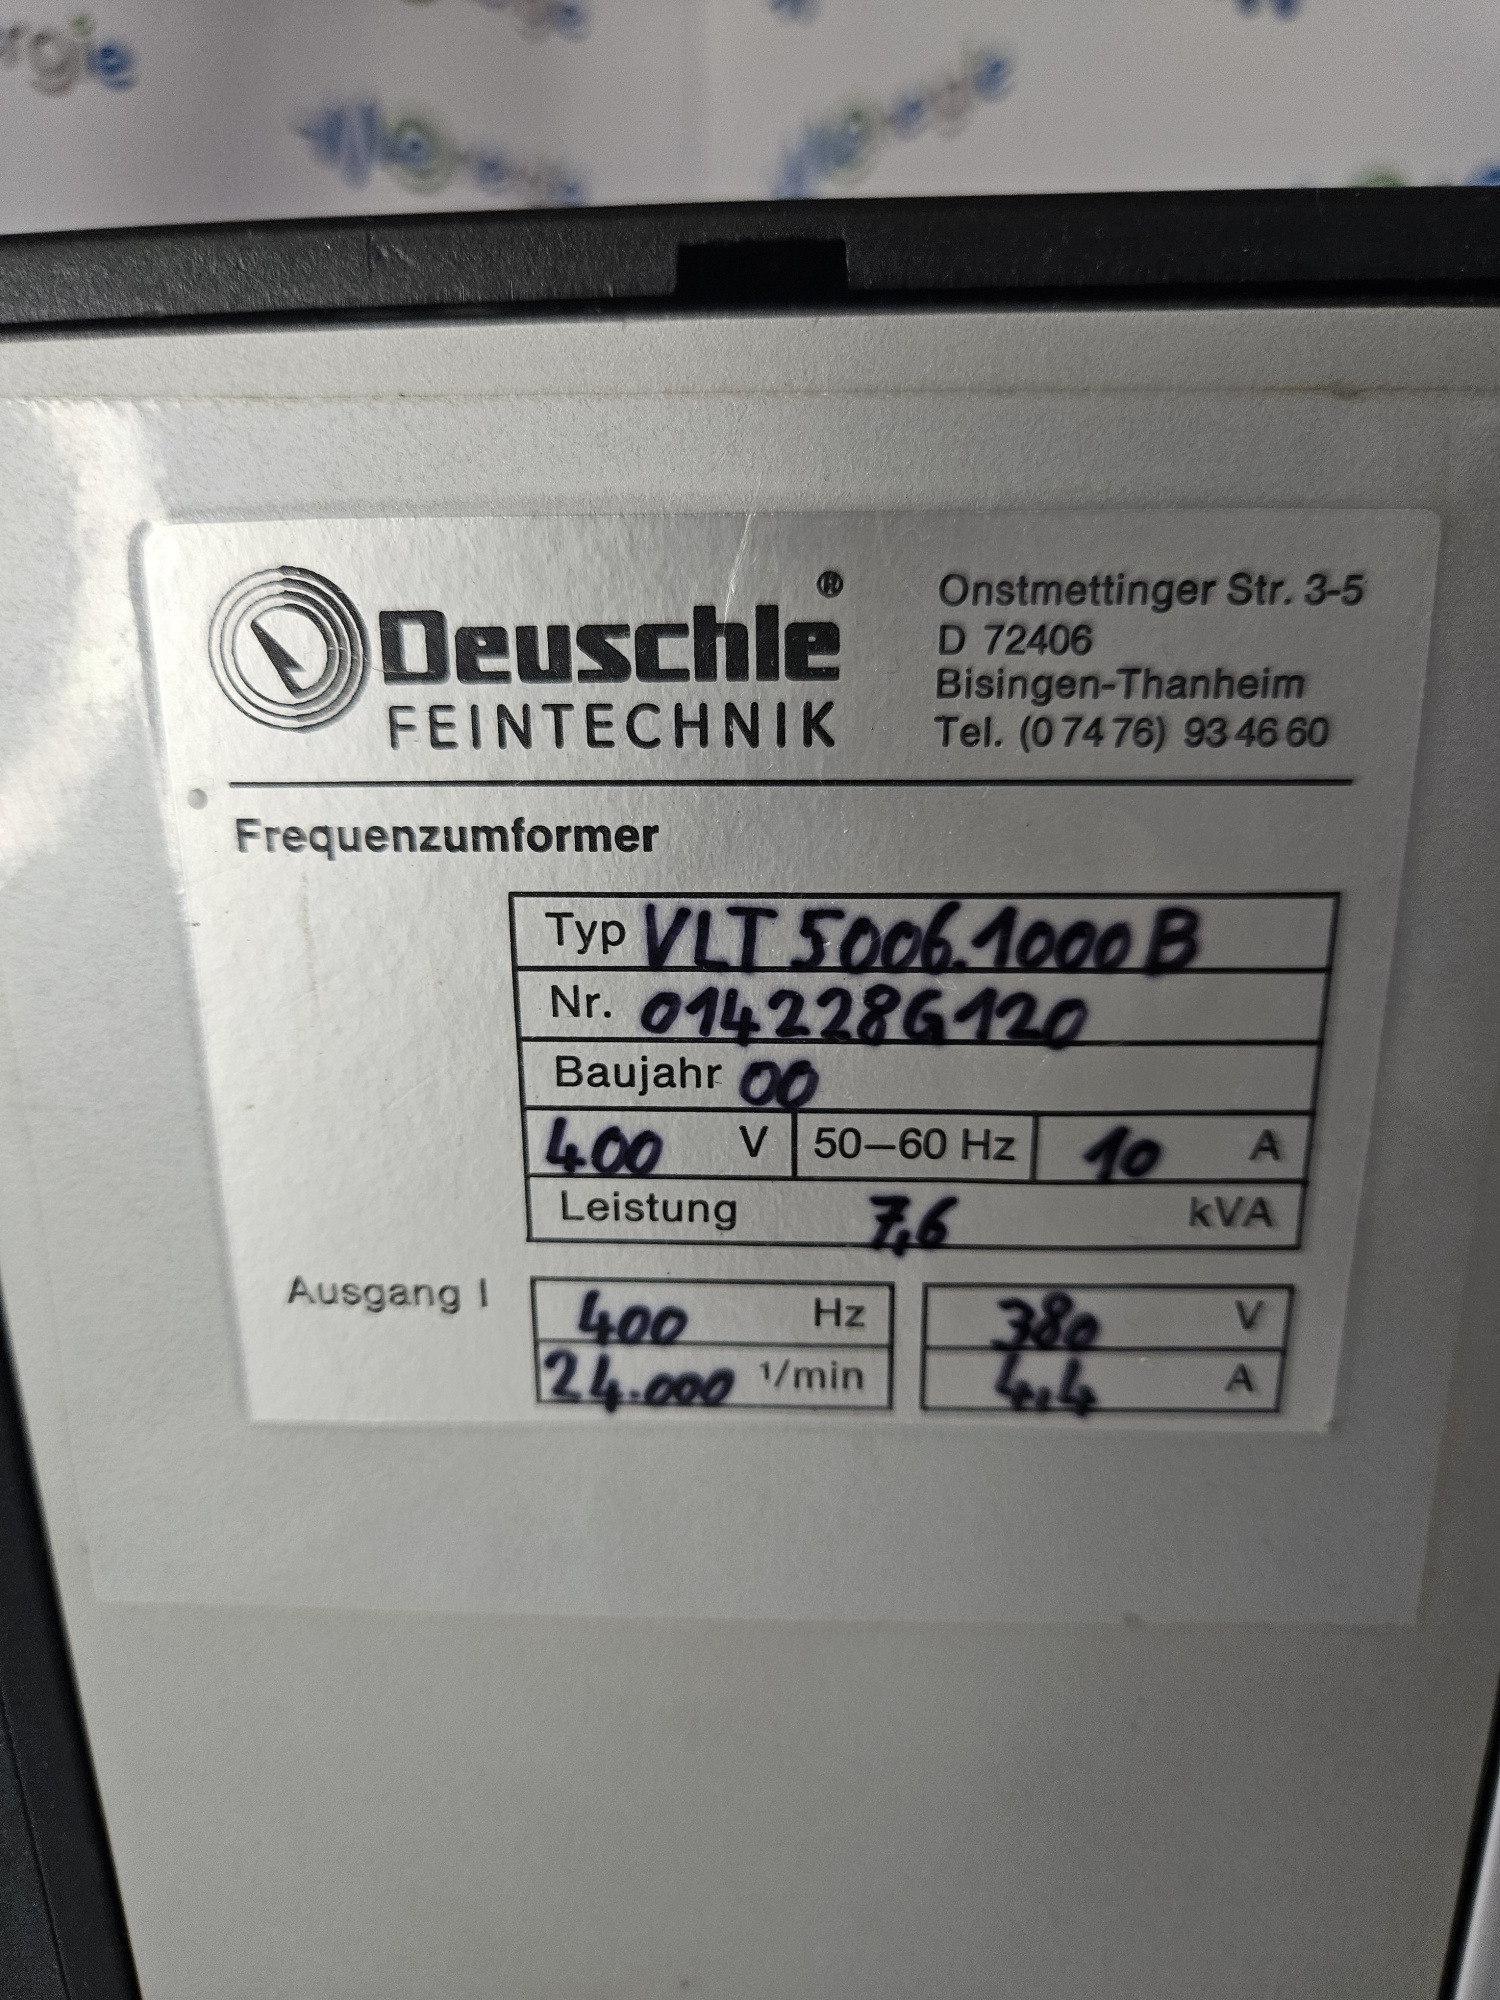 rgie
Deuschle®
FEINTECHNIK
Onstmettinger Str. 3-5
D 72406
Bisingen-Thanheim
Tel. (0 74 76) 93 46 60
Frequenzumformer
Typ VLT 5006.1000 B
Nr. 014228G120
Baujahr 00
400 V 50–60 Hz 10 A
Leistung 7,6 kVA
Ausgang I 400 Hz 380 V
24.000 1/min 4,4 A